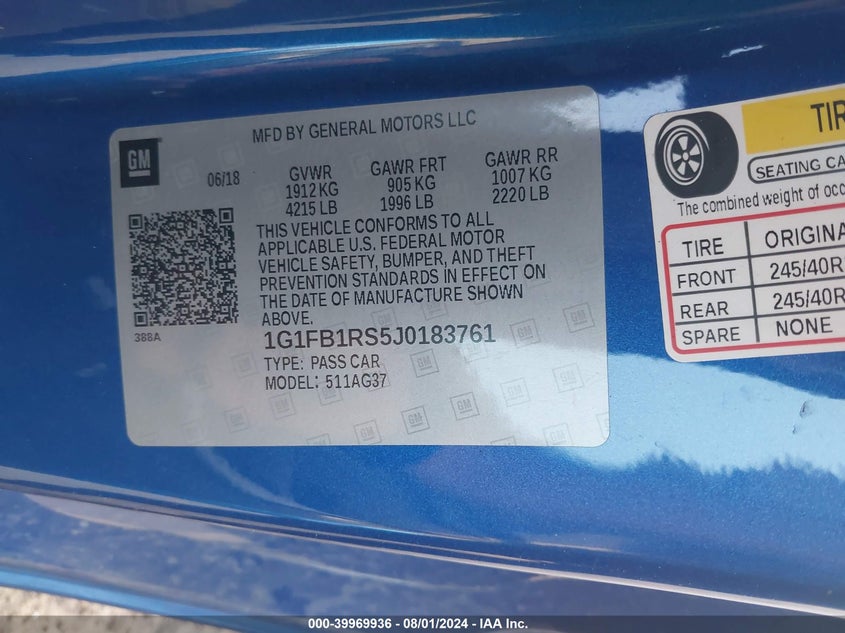 MFD BY GENERAL MOTORS LLC
GM
06/18
GVWR GAWR FRT GAWR RR
1912 KG 905 KG 1007 KG
4215 LB 1996 LB 2220 LB
THIS VEHICLE CONFORMS TO ALL
APPLICABLE U.S. FEDERAL MOTOR
VEHICLE SAFETY, BUMPER, AND THEFT
PREVENTION STANDARDS IN EFFECT ON
THE DATE OF MANUFACTURE SHOWN
ABOVE.
388A
1G1FB1RS5J0183761
TYPE: PASS CAR
MODEL: 511AG37
TIR
SEATING CA
The combined weight of occ
TIRE ORIGINA
FRONT 245/40R
REAR 245/40R
SPARE NONE
000-39969936 - 08/01/2024 - IAA Inc.